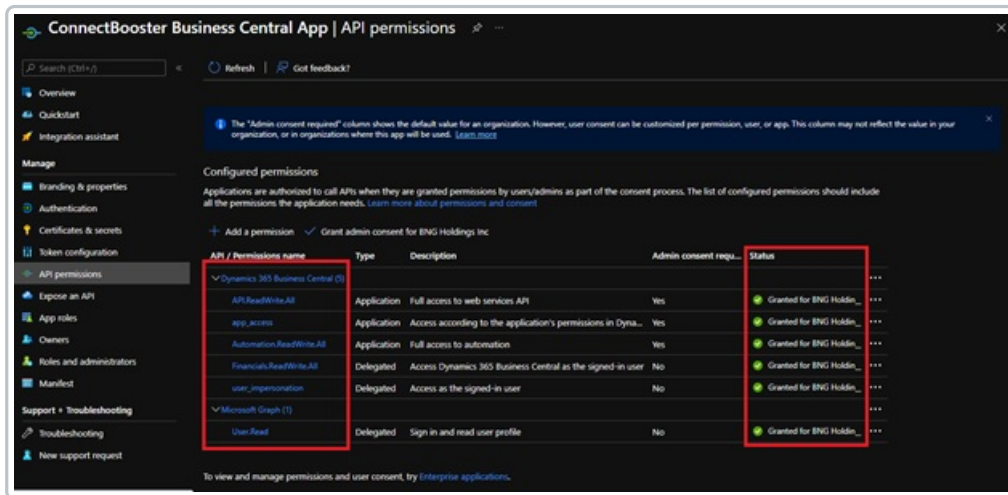 ConnectBooster Business Central App | API permissions
Search (Ctrl+/)
Refresh | Got feedback?
Overview
Quickstart
Integration assistant
Manage
Branding & properties
Authentication
Certificates & secrets
Token configuration
API permissions
Expose an API
App roles
Owners
Roles and administrators
Manifest
Support + Troubleshooting
Troubleshooting
New support request
The "Admin consent required" column shows the default value for an organization. However, user consent can be customized per permission, user, or app. This column may not reflect the value in your
organization, or in organizations where this app will be used. Learn more
Configured permissions
Applications are authorized to call APIs when they are granted permissions by users/admins as part of the consent process. The list of configured permissions should include
all the permissions the application needs. Learn more about permissions and consent
Add a permission Grant admin consent for BNG Holdings Inc
API / Permissions name Type Description Admin consent requ... Status
Dynamics 365 Business Central (5) ...
API.ReadWrite.All Application Full access to web services API Yes Granted for BNG Holdin... ...
app_access Application Access according to the application's permissions in Dyna... Yes Granted for BNG Holdin... ...
Automation.ReadWrite.All Application Full access to automation Yes Granted for BNG Holdin... ...
Financials.ReadWrite.All Delegated Access Dynamics 365 Business Central as the signed-in user No Granted for BNG Holdin... ...
user_impersonation Delegated Access as the signed-in user No Granted for BNG Holdin... ...
Microsoft Graph (1) ...
User.Read Delegated Sign in and read user profile No Granted for BNG Holdin... ...
To view and manage permissions and user consent, try Enterprise applications.